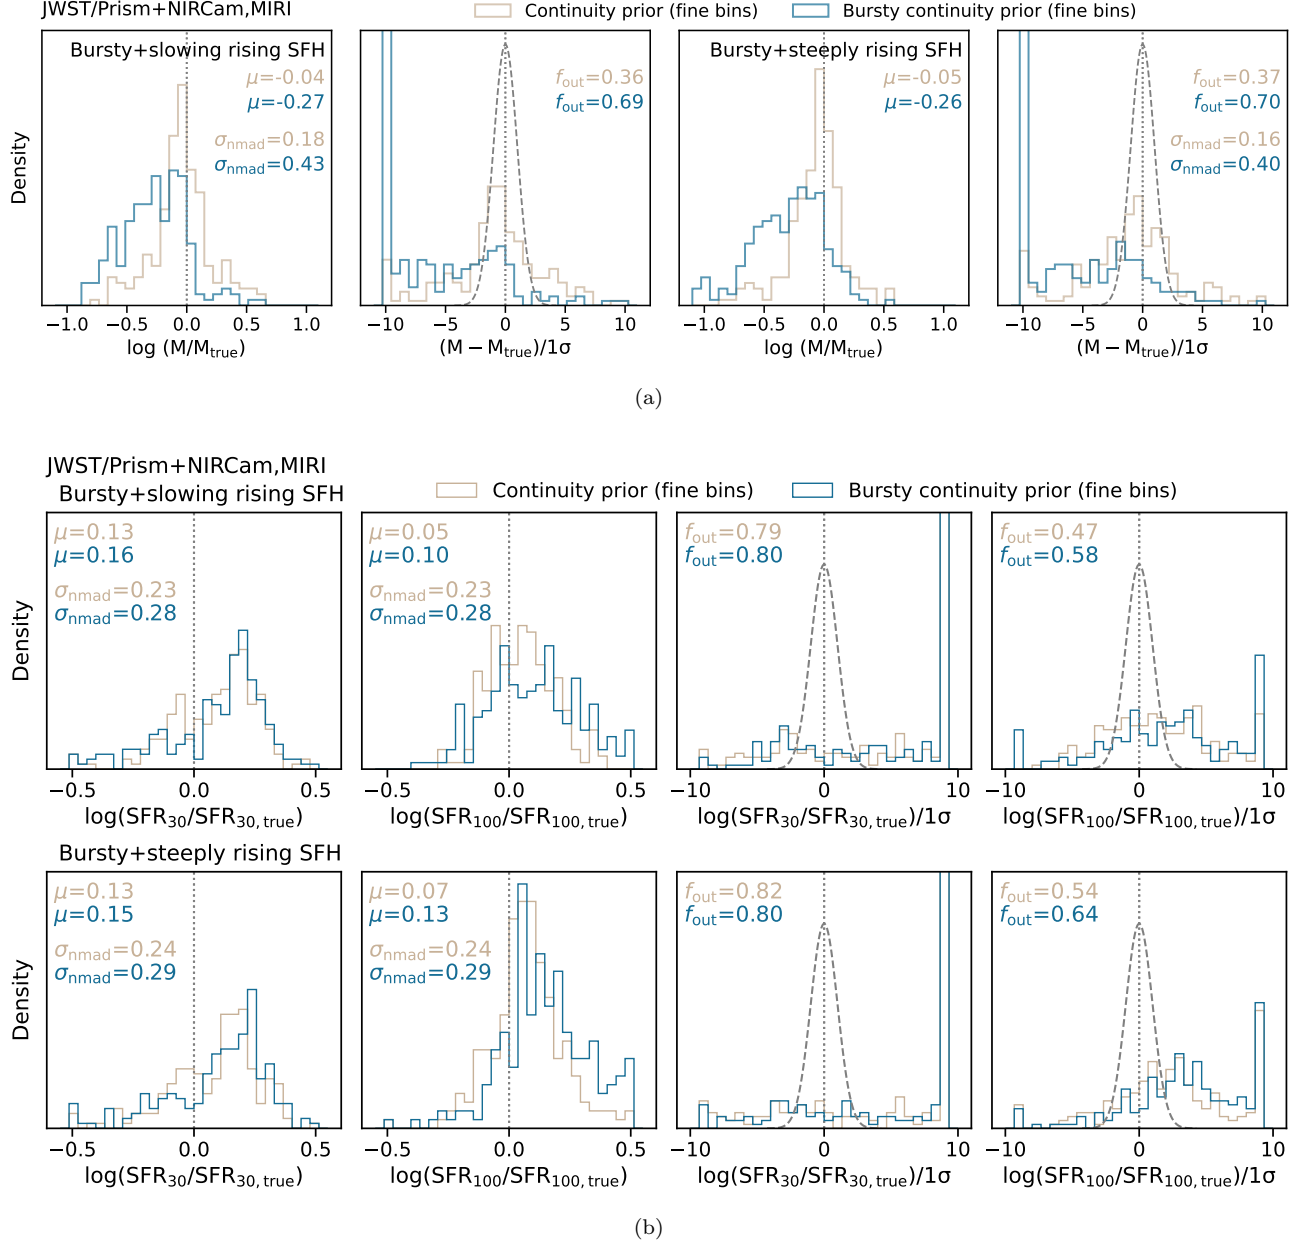 JWST/Prism+NIRCam,MIRI
Continuity prior (fine bins)
Bursty continuity prior (fine bins)
Density
Bursty+slowing rising SFH
μ=-0.04
μ=-0.27
σnmad=0.18
σnmad=0.43
−1.0 −0.5 0.0 0.5 1.0
log (M/Mtrue)
fout=0.36
fout=0.69
−10 −5 0 5 10
(M − Mtrue)/1σ
Bursty+steeply rising SFH
μ=-0.05
μ=-0.26
−1.0 −0.5 0.0 0.5 1.0
log (M/Mtrue)
fout=0.37
fout=0.70
σnmad=0.16
σnmad=0.40
−10 −5 0 5 10
(M − Mtrue)/1σ
(a)
JWST/Prism+NIRCam,MIRI
Bursty+slowing rising SFH
Continuity prior (fine bins)
Bursty continuity prior (fine bins)
Density
μ=0.13
μ=0.16
σnmad=0.23
σnmad=0.28
−0.5 0.0 0.5
log(SFR30/SFR30, true)
μ=0.05
μ=0.10
σnmad=0.23
σnmad=0.28
−0.5 0.0 0.5
log(SFR100/SFR100, true)
fout=0.79
fout=0.80
−10 0 10
log(SFR30/SFR30, true)/1σ
fout=0.47
fout=0.58
−10 0 10
log(SFR100/SFR100, true)/1σ
Bursty+steeply rising SFH
Density
μ=0.13
μ=0.15
σnmad=0.24
σnmad=0.29
−0.5 0.0 0.5
log(SFR30/SFR30, true)
μ=0.07
μ=0.13
σnmad=0.24
σnmad=0.29
−0.5 0.0 0.5
log(SFR100/SFR100, true)
fout=0.82
fout=0.80
−10 0 10
log(SFR30/SFR30, true)/1σ
fout=0.54
fout=0.64
−10 0 10
log(SFR100/SFR100, true)/1σ
(b)